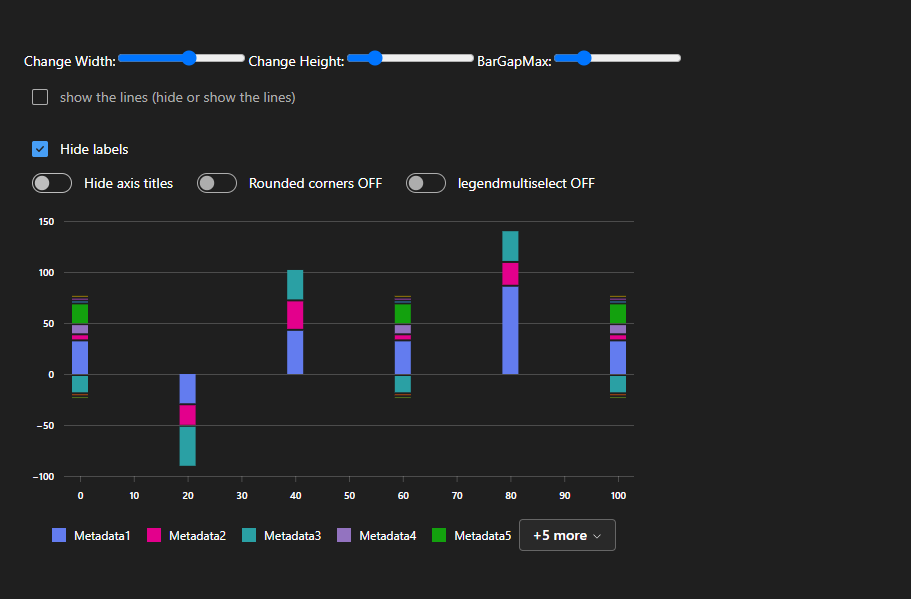 Change Width: Change Height: BarGapMax:
show the lines (hide or show the lines)
Hide labels
Hide axis titles Rounded corners OFF legendmultiselect OFF
150
100
50
0
−50
−100
0 10 20 30 40 50 60 70 80 90 100
Metadata1 Metadata2 Metadata3 Metadata4 Metadata5 +5 more